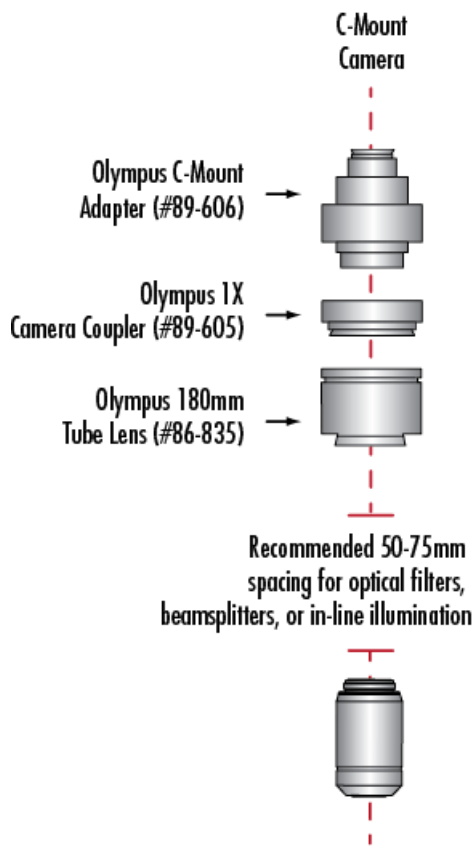 C-Mount
Camera
Olympus C-Mount
Adapter (#89-606)
Olympus 1X
Camera Coupler (#89-605)
Olympus 180mm
Tube Lens (#86-835)
Recommended 50-75mm
spacing for optical filters,
beamsplitters, or in-line illumination